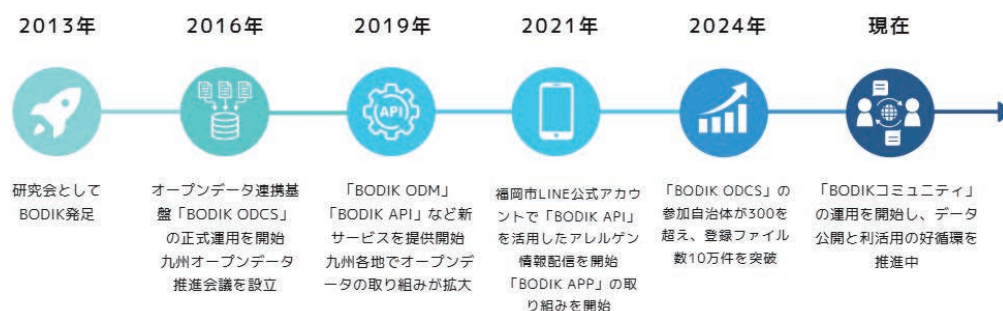 2013年
2016年
2019年
2021年
2024年
現在
API
研究会として
BODIK発足
オープンデータ連携基
盤「BODIK ODCS」
の正式運用を開始
九州オープンデータ
推進会議を設立
「BODIK ODM」
「BODIK API」など新
サービスを提供開始
九州各地でオープンデ
ータの取り組みが拡大
福岡市LINE公式アカウ
ントで「BODIK API」
を活用したアレルゲン
情報配信を開始
「BODIK APP」の取
り組みを開始
「BODIK ODCS」の
参加自治体が300を
超え、登録ファイル
数10万件を突破
「BODIKコミュニティ」
の運用を開始し、データ
公開と利活用の好循環を
推進中